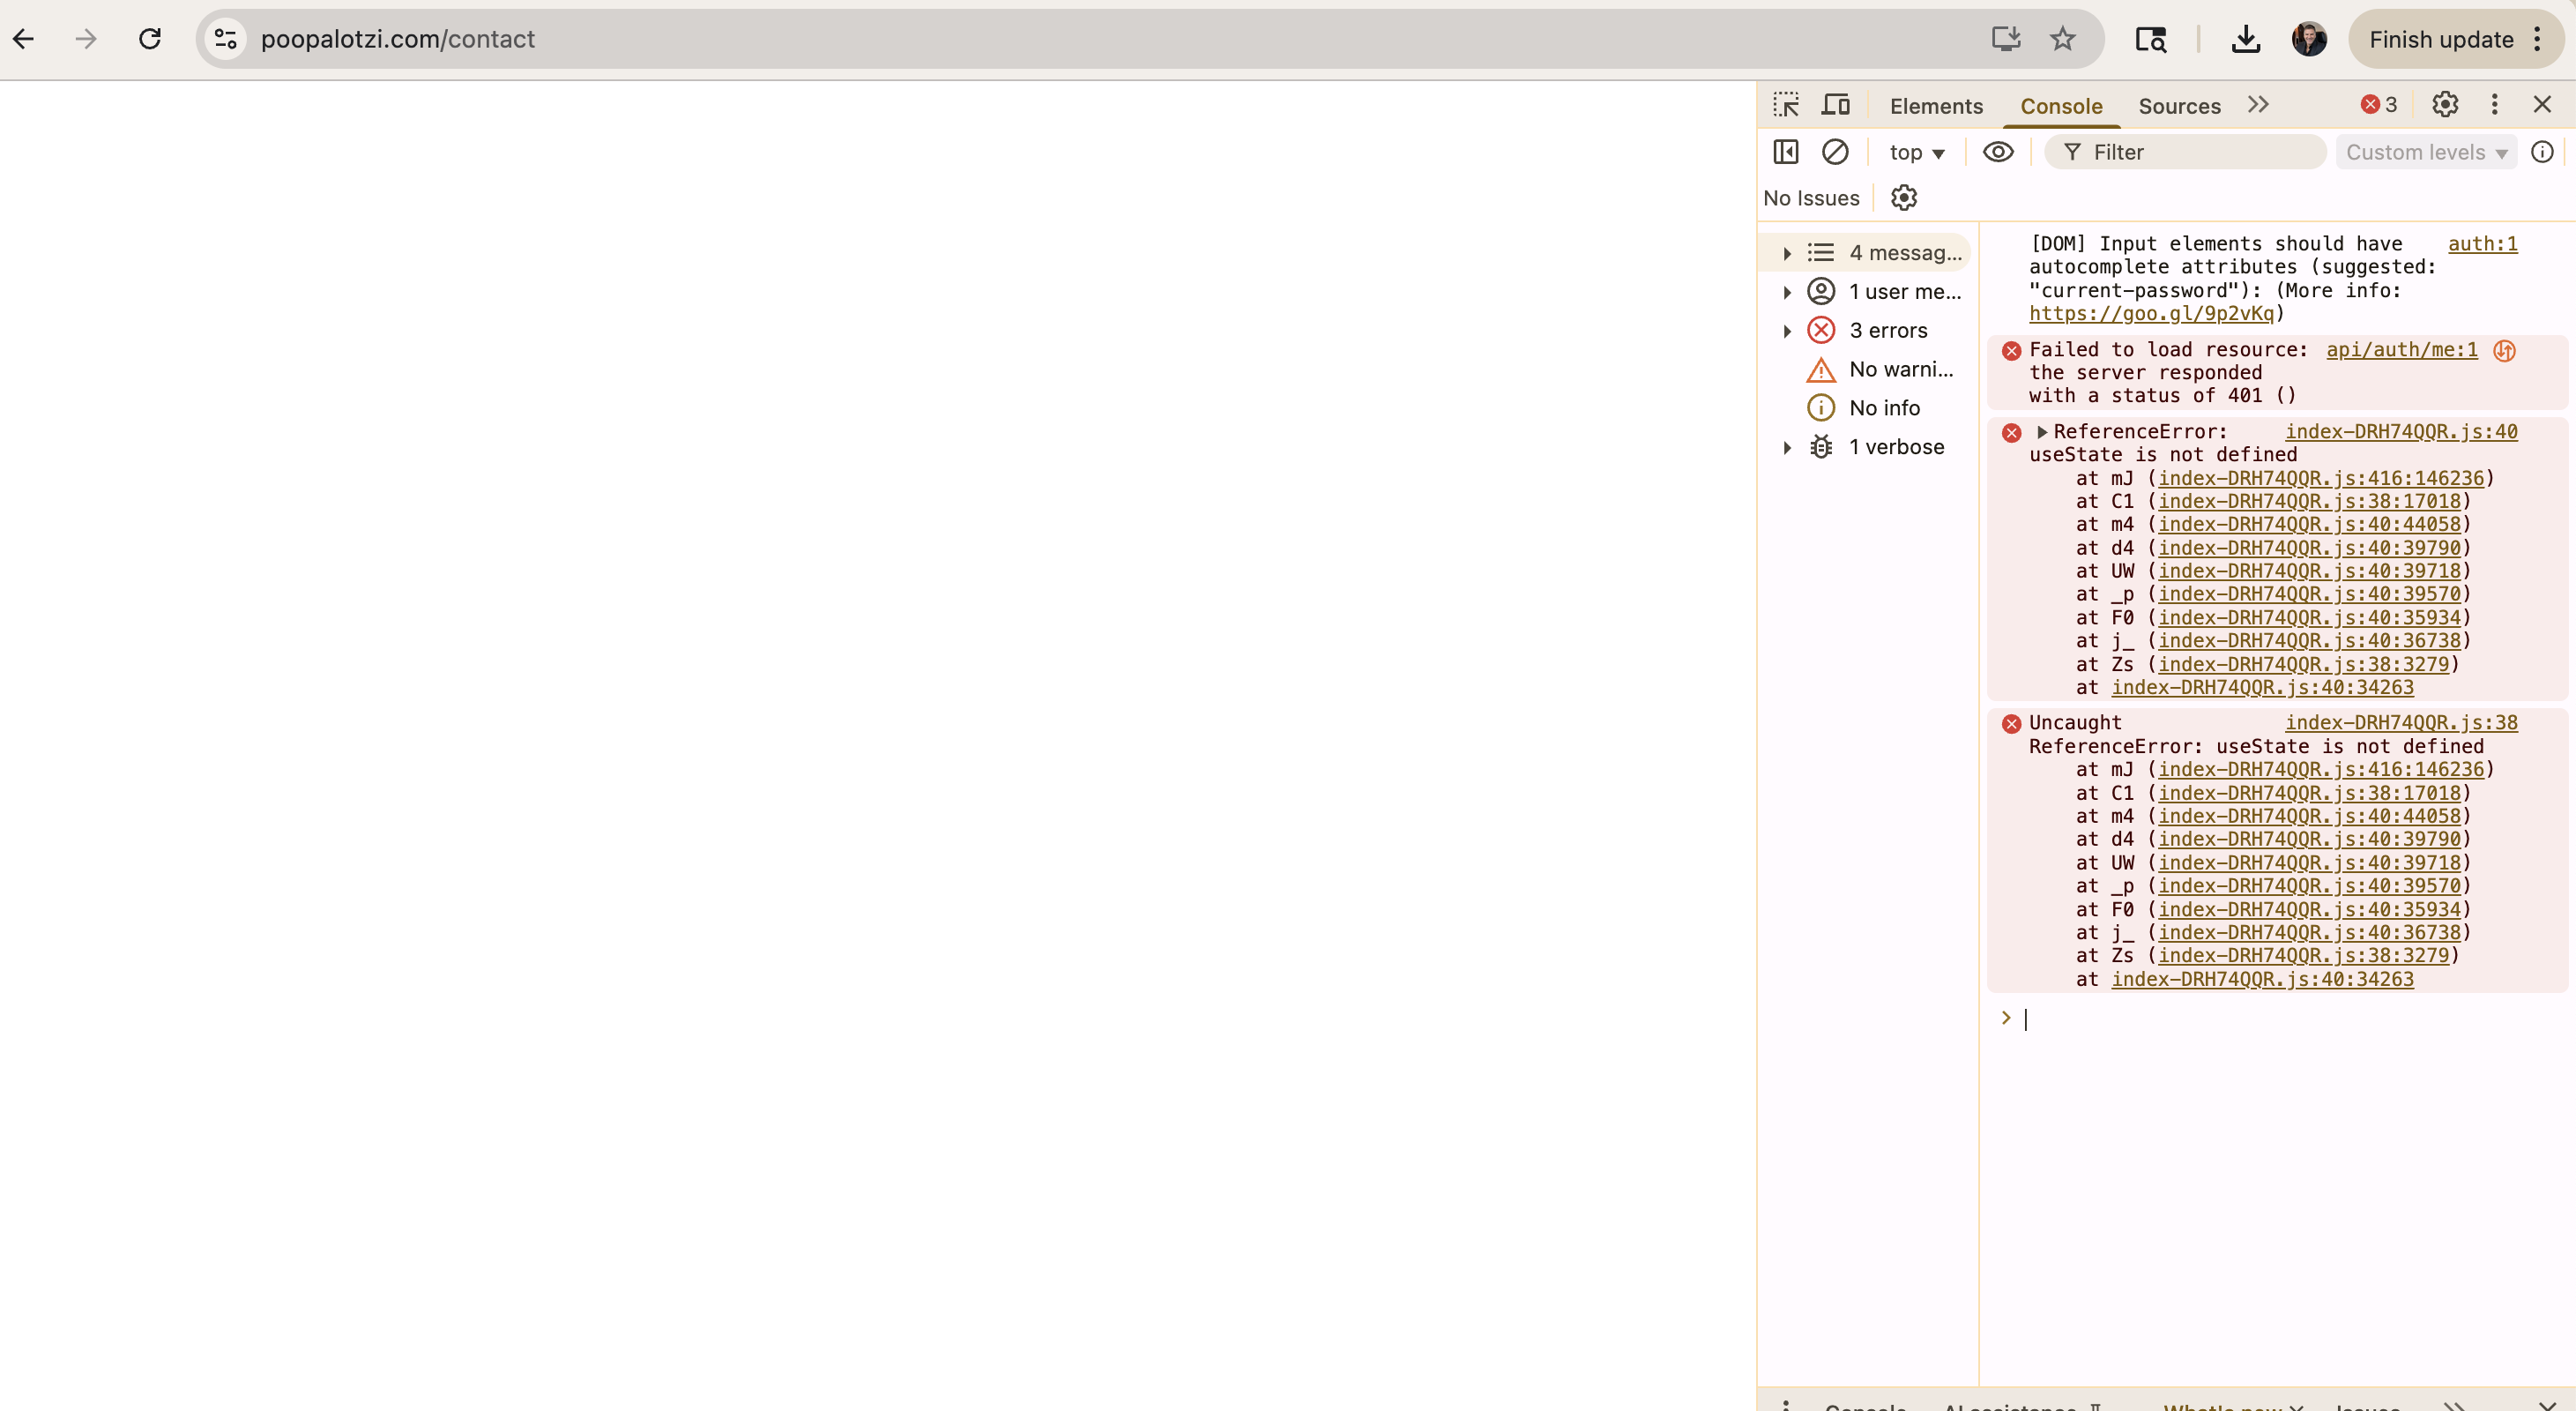 poopalotzi.com/contact
Finish update
Elements Console Sources 3
top Filter Custom levels
No Issues
4 messag...
1 user me...
3 errors
No warni...
No info
1 verbose
[DOM] Input elements should have auth:1
autocomplete attributes (suggested:
"current-password"): (More info:
https://goo.gl/9p2vKq)
Failed to load resource: api/auth/me:1
the server responded
with a status of 401 ()
ReferenceError: index-DRH74QQR.js:40
useState is not defined
at mJ (index-DRH74QQR.js:416:146236)
at C1 (index-DRH74QQR.js:38:17018)
at m4 (index-DRH74QQR.js:40:44058)
at d4 (index-DRH74QQR.js:40:39790)
at UW (index-DRH74QQR.js:40:39718)
at _p (index-DRH74QQR.js:40:39570)
at F0 (index-DRH74QQR.js:40:35934)
at j_ (index-DRH74QQR.js:40:36738)
at Zs (index-DRH74QQR.js:38:3279)
at index-DRH74QQR.js:40:34263
Uncaught index-DRH74QQR.js:38
ReferenceError: useState is not defined
at mJ (index-DRH74QQR.js:416:146236)
at C1 (index-DRH74QQR.js:38:17018)
at m4 (index-DRH74QQR.js:40:44058)
at d4 (index-DRH74QQR.js:40:39790)
at UW (index-DRH74QQR.js:40:39718)
at _p (index-DRH74QQR.js:40:39570)
at F0 (index-DRH74QQR.js:40:35934)
at j_ (index-DRH74QQR.js:40:36738)
at Zs (index-DRH74QQR.js:38:3279)
at index-DRH74QQR.js:40:34263
Console AI assistance What's new Issues